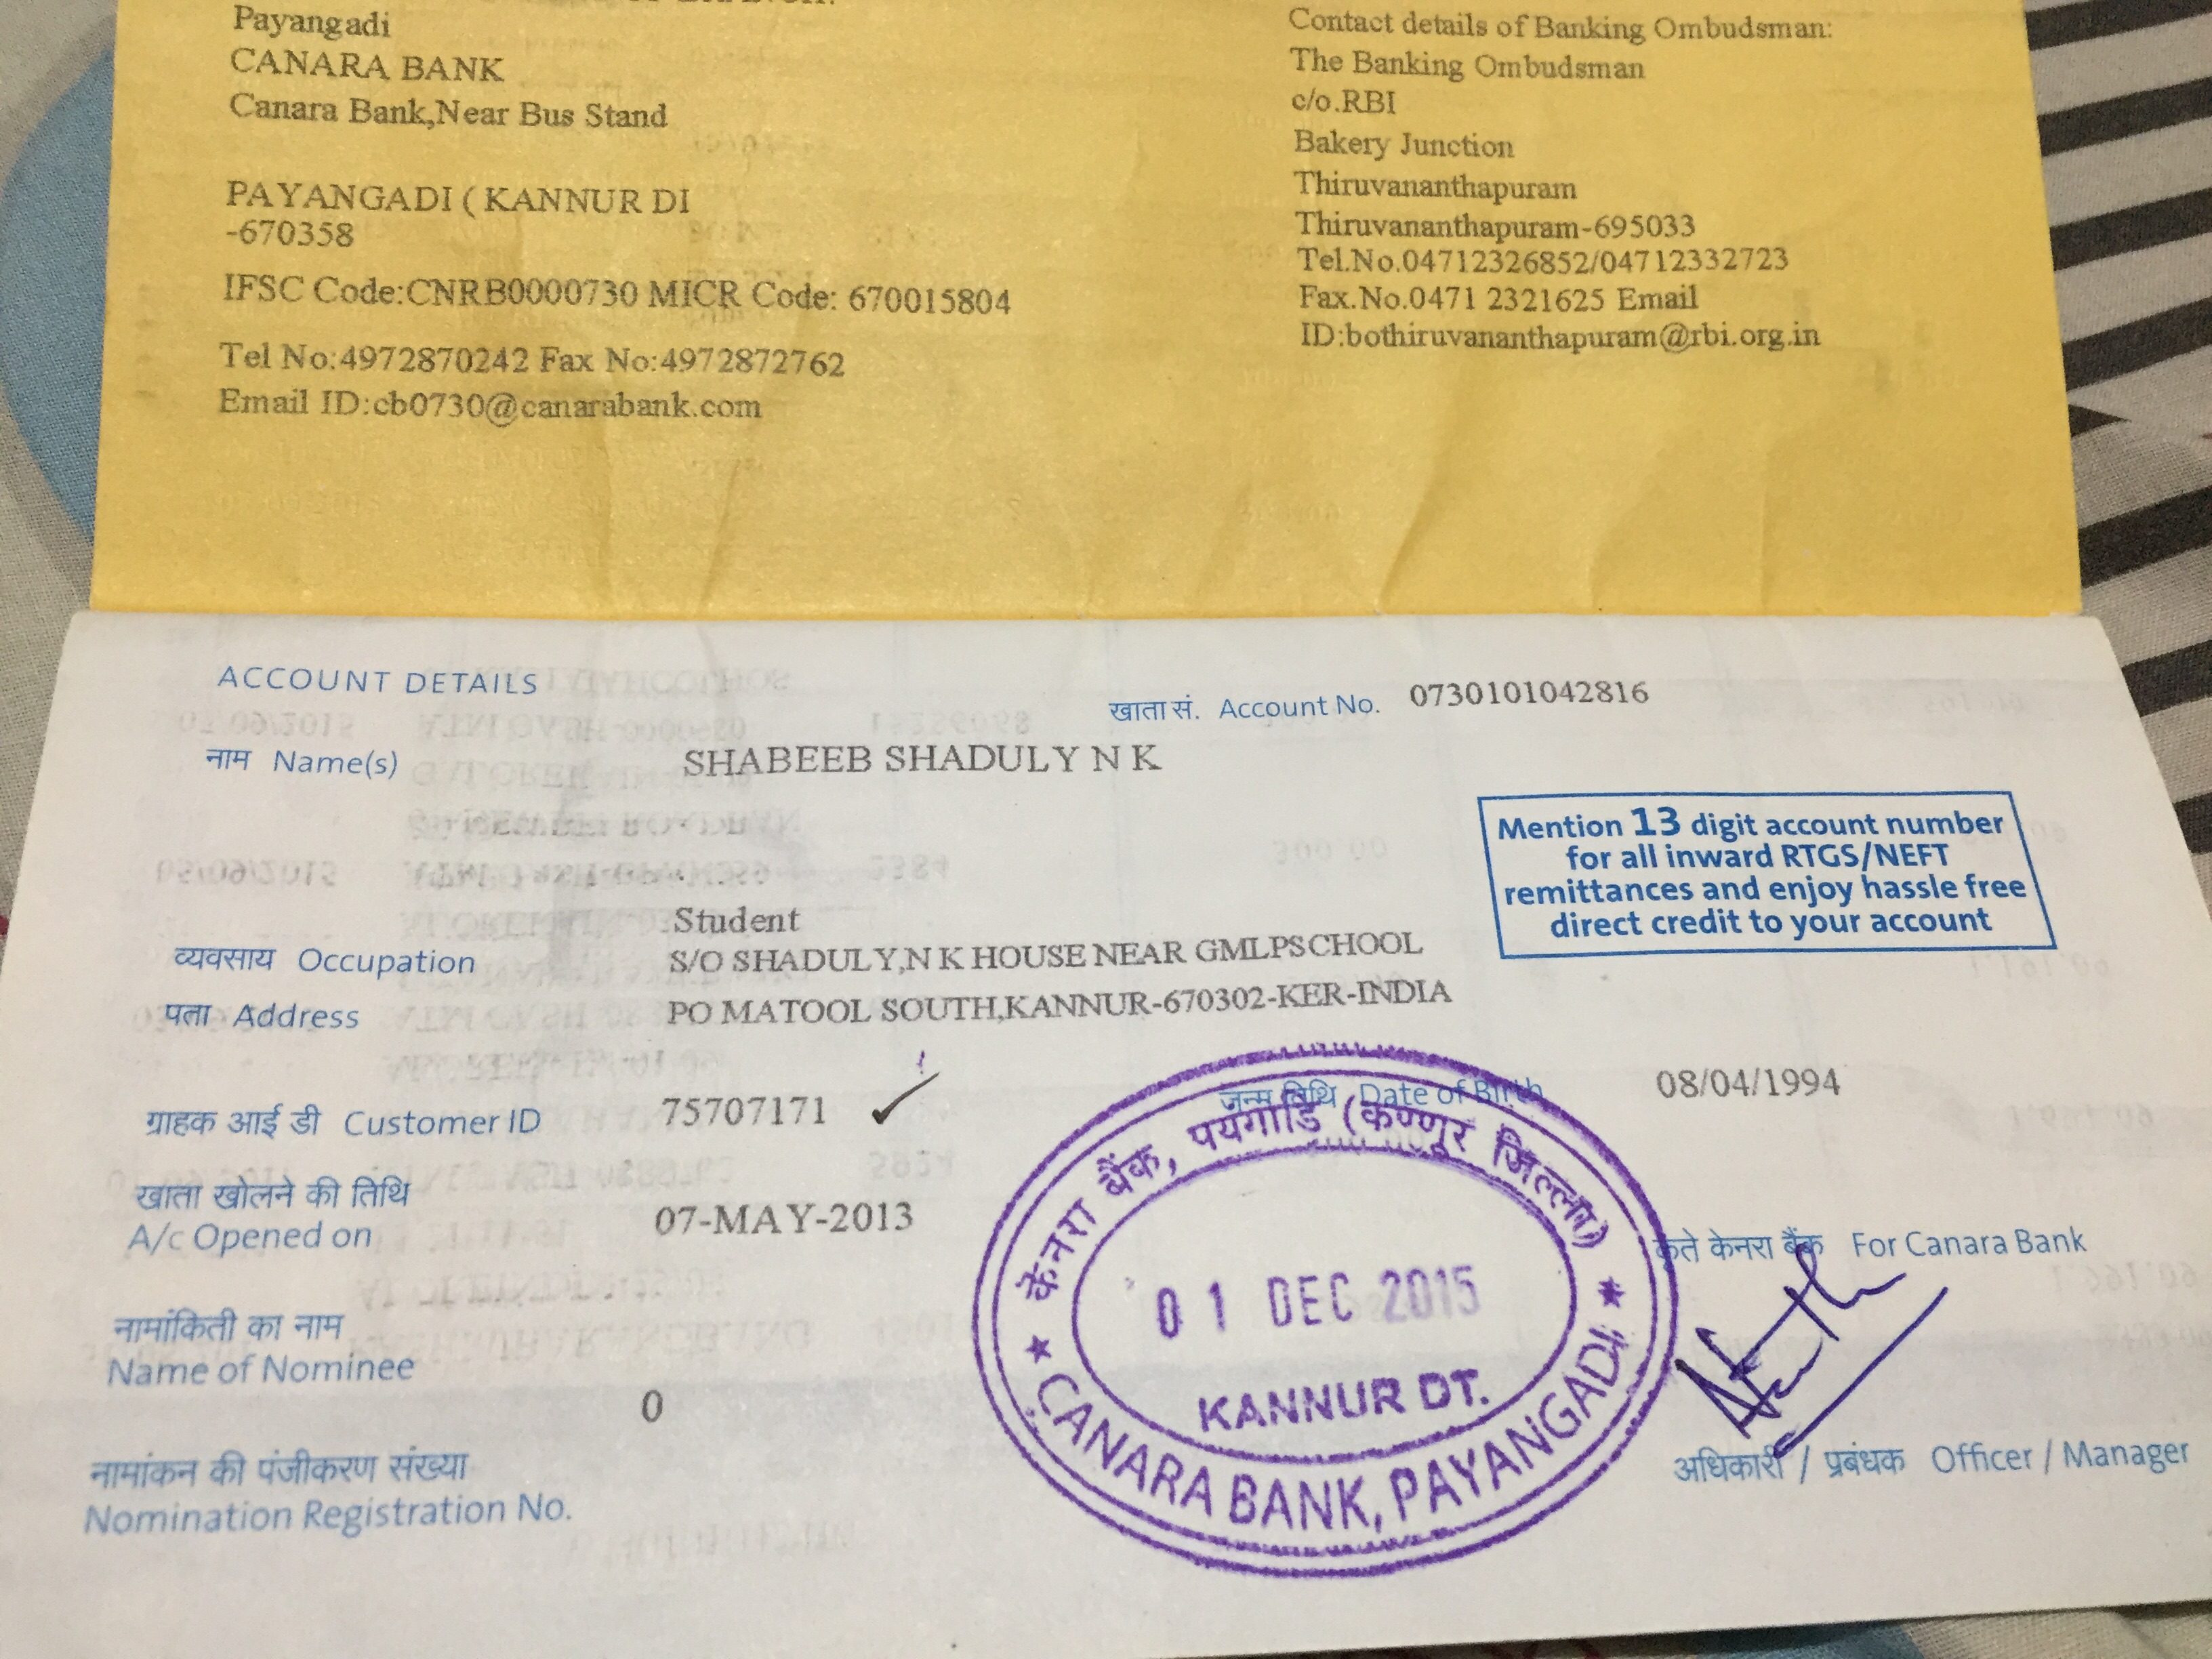 Payangadi
CANARA BANK
Canara Bank,Near Bus Stand
PAYANGADI ( KANNUR DI
-670358
IFSC Code:CNRB0000730 MICR Code: 670015804
Tel No:4972870242 Fax No:4972872762
Email ID:cb0730@canarabank.com
Contact details of Banking Ombudsman:
The Banking Ombudsman
c/o.RBI
Bakery Junction
Thiruvananthapuram
Thiruvananthapuram-695033
Tel.No.04712326852/04712332723
Fax.No.0471 2321625 Email
ID:bothiruvananthapuram@rbi.org.in
ACCOUNT DETAILS
खाता सं. Account No. 0730101042816
नाम Name(s) SHABEEB SHADULY N K
Mention 13 digit account number
for all inward RTGS/NEFT
remittances and enjoy hassle free
direct credit to your account
व्यवसाय Occupation Student
पता Address S/O SHADULY,N K HOUSE NEAR GMLPSCHOOL
PO MATOOL SOUTH,KANNUR-670302-KER-INDIA
ग्राहक आई डी Customer ID 75707171
जन्म तिथि Date of Birth 08/04/1994
खाता खोलने की तिथि
A/c Opened on 07-MAY-2013
नामांकिती का नाम
Name of Nominee
0
नामांकन की पंजीकरण संख्या
Nomination Registration No.
केनरा बैंक, पयंगाडि (कण्णूर जिल्ला)
01 DEC 2015
KANNUR DT.
CANARA BANK, PAYANGADI
कृते केनरा बैंक For Canara Bank
अधिकारी / प्रबंधक Officer / Manager